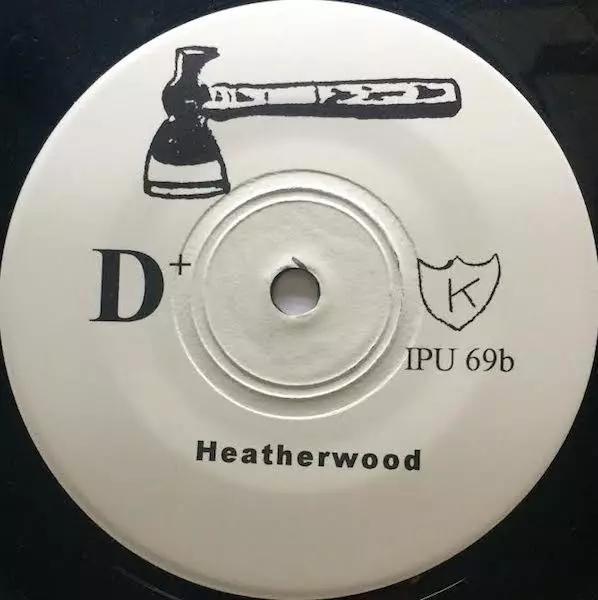 D+
K
IPU 69b
Heatherwood